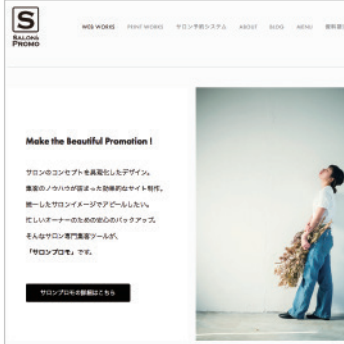 S
SALONS
PROMO
WEB WORKS
PRINT WORKS
サロン予約システム
ABOUT
BLOG
MENU
Make the Beautiful Promotion !
サロンのコンセプトを具現化したデザイン。
集客のノウハウが詰まった効果的なサイト制作。
統一したサロンイメージでアピールしたい。
忙しいオーナーのための安心のバックアップ。
そんなサロン専門集客ツールが、
「サロンプロモ」です。
サロンプロモの詳細はこちら